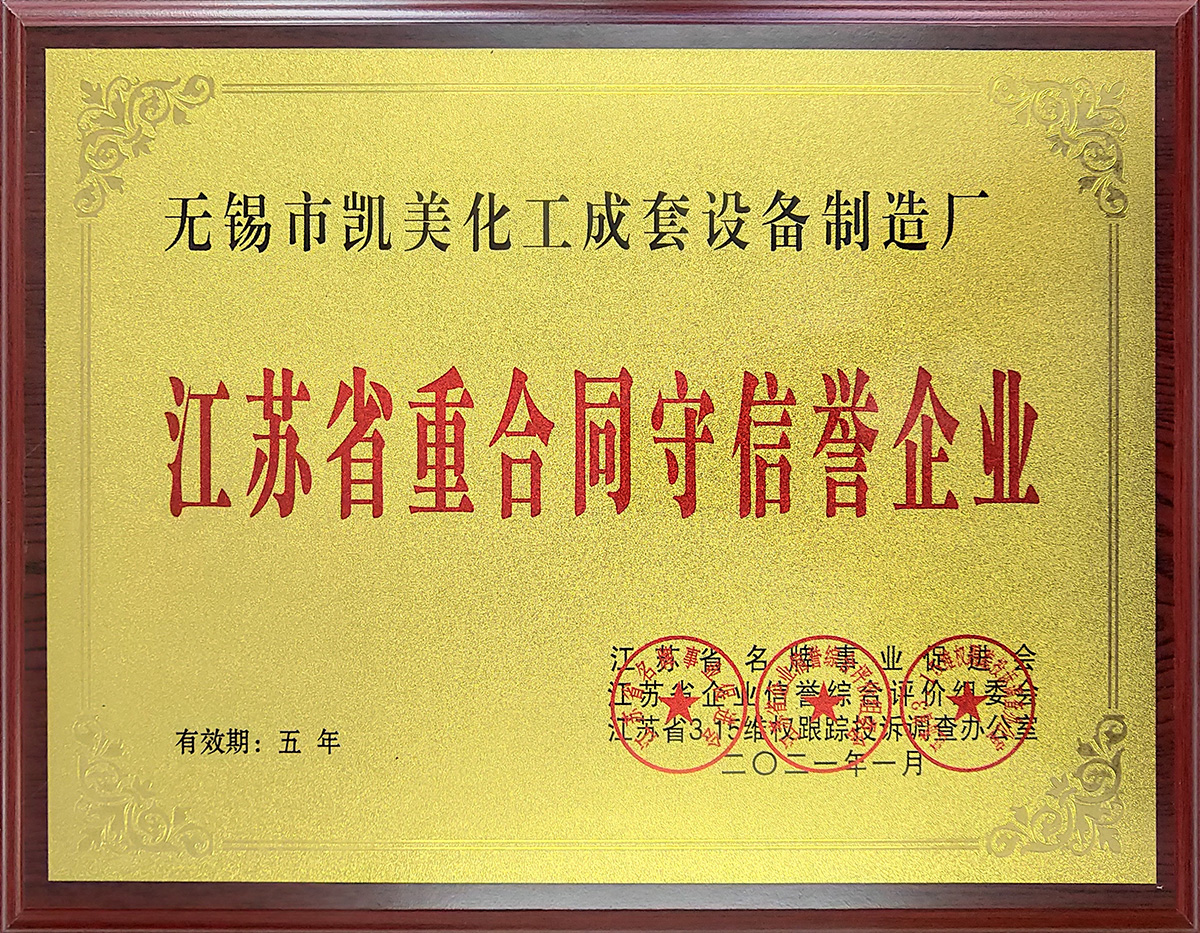 无锡市凯美化工成套设备制造厂
江苏省重合同守信誉企业
江苏省名牌事业促进会
江苏省企业信誉综合评价组委会
江苏省3.15维权跟踪投诉调查办公室
有效期：五 年
二〇二一年一月